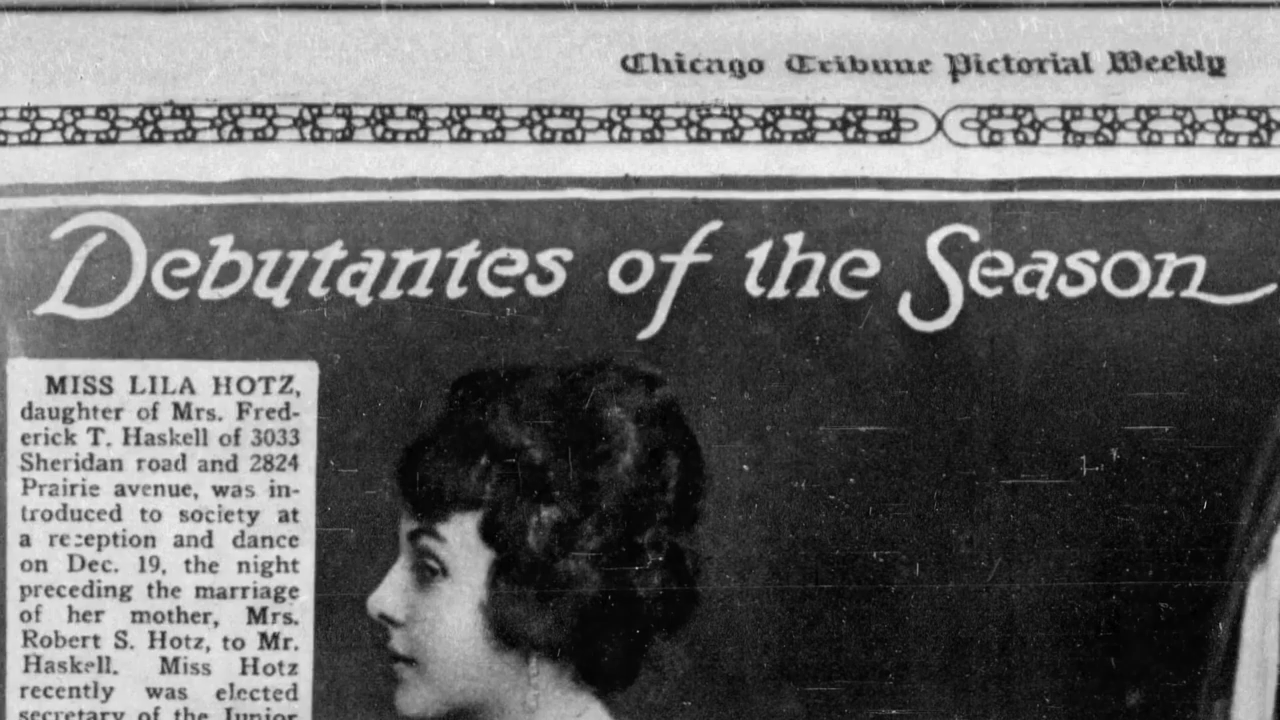 Chicago Tribune Pictorial Weekly
Debutantes of the Season
MISS LILA HOTZ,
daughter of Mrs. Fred-
erick T. Haskell of 3033
Sheridan road and 2824
Prairie avenue, was in-
troduced to society at
a reception and dance
on Dec. 19, the night
preceding the marriage
of her mother, Mrs.
Robert S. Hotz, to Mr.
Haskell. Miss Hotz
recently was elected
secretary of the Junior